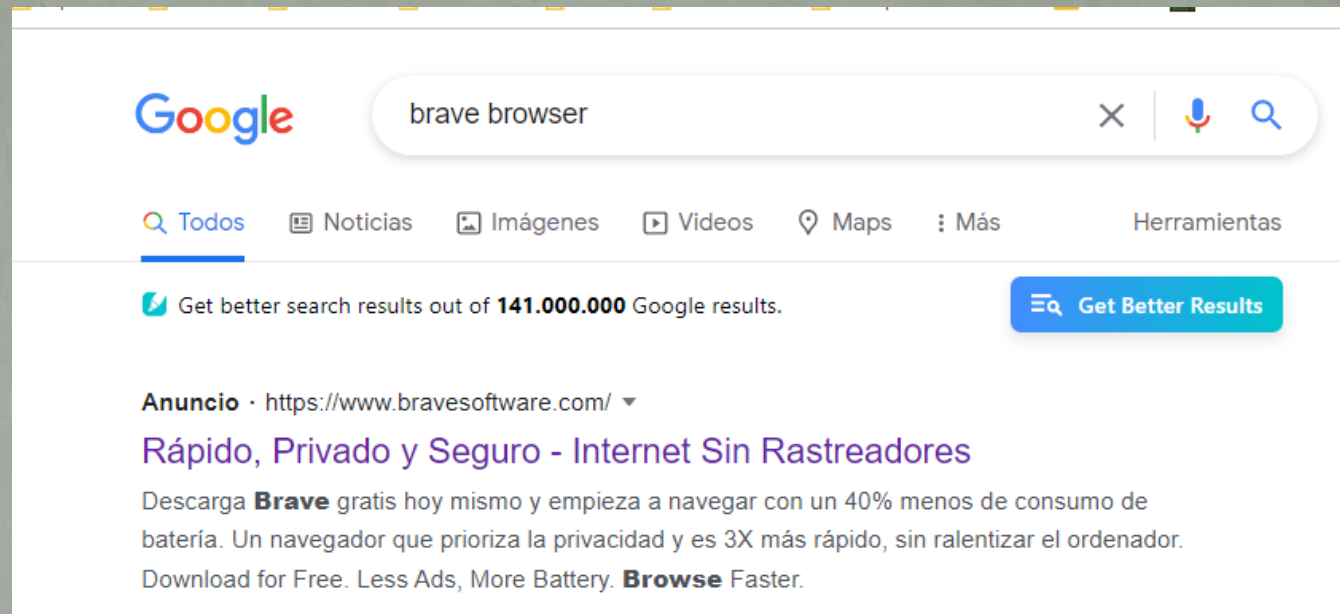 Google
brave browser
Todos Noticias Imágenes Videos Maps Más Herramientas
Get better search results out of 141.000.000 Google results. Get Better Results
Anuncio · https://www.bravesoftware.com/
Rápido, Privado y Seguro - Internet Sin Rastreadores
Descarga Brave gratis hoy mismo y empieza a navegar con un 40% menos de consumo de
batería. Un navegador que prioriza la privacidad y es 3X más rápido, sin ralentizar el ordenador.
Download for Free. Less Ads, More Battery. Browse Faster.